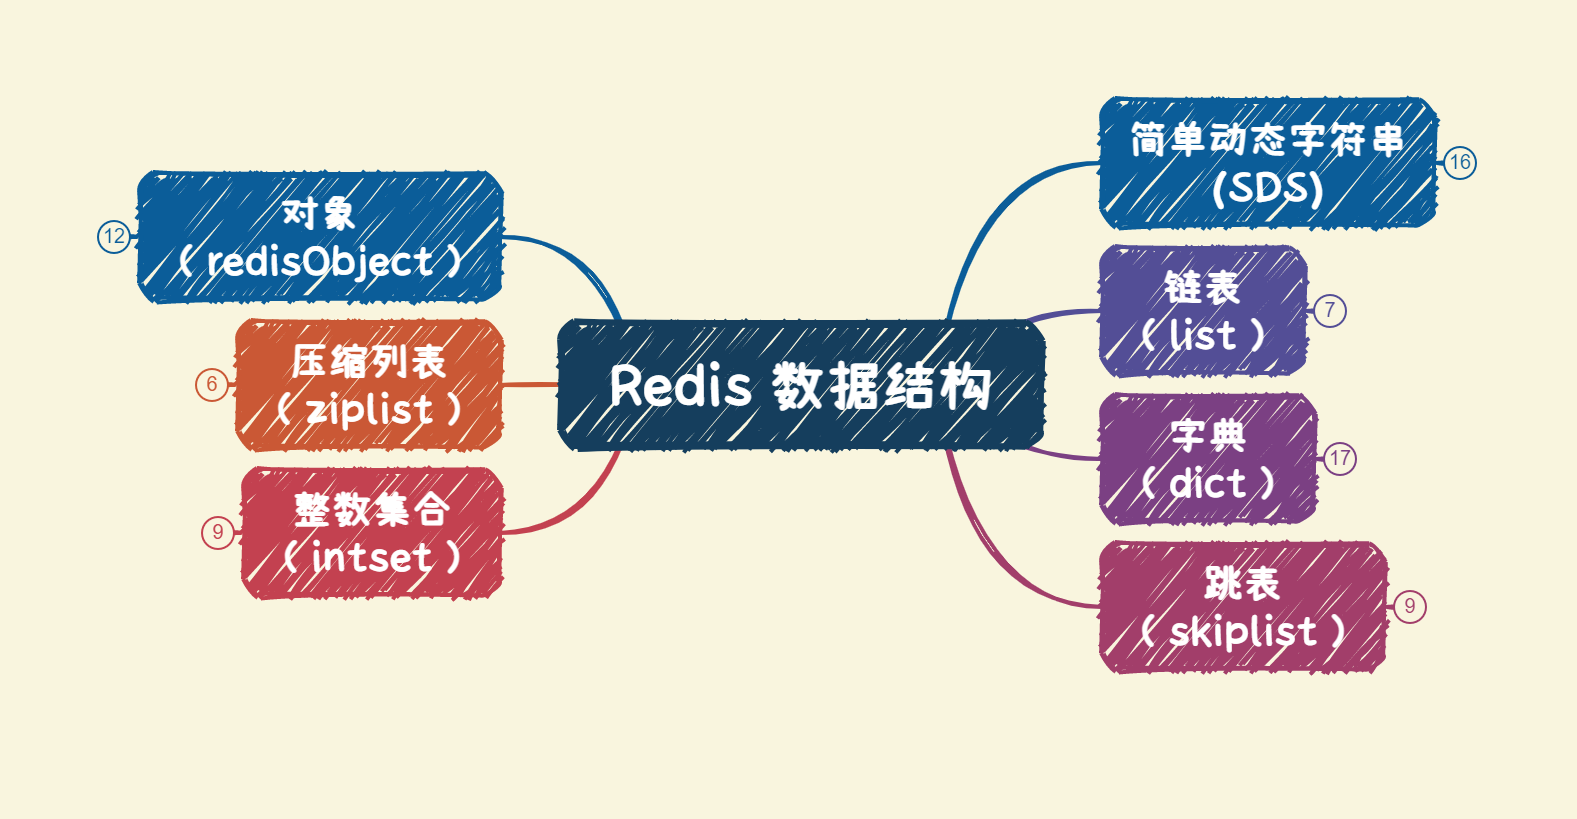 Redis 数据结构
简单动态字符串
(SDS)
16
链表
( list )
7
字典
( dict )
17
跳表
( skiplist )
9
对象
( redisObject )
12
压缩列表
( ziplist )
6
整数集合
( intset )
9